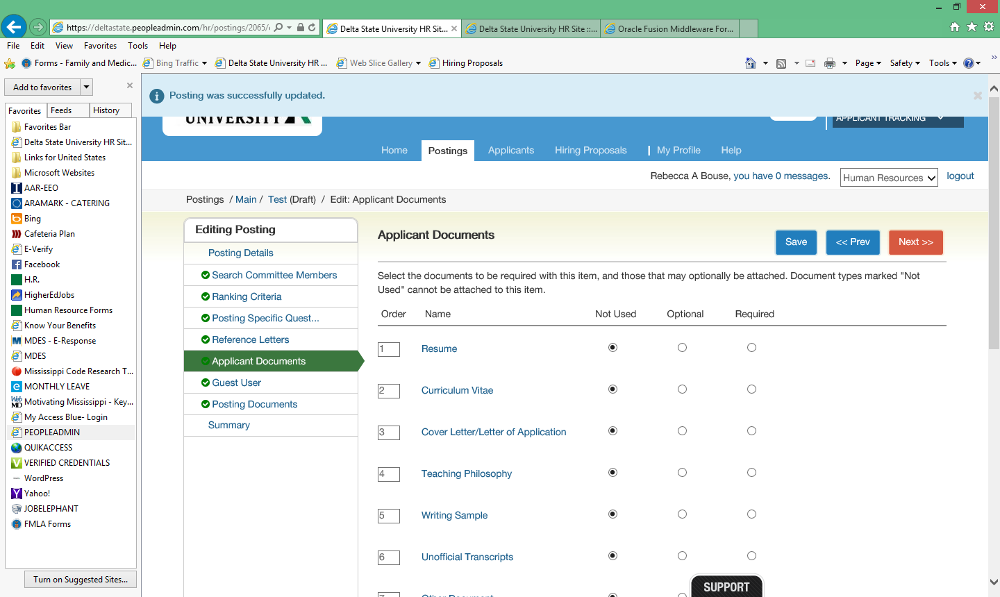 https://deltastate.peopleadmin.com/hr/postings/2065/
Delta State University HR Sit...
Delta State University HR Site ::...
Oracle Fusion Middleware For...
File Edit View Favorites Tools Help
Forms - Family and Medic...
Bing Traffic
Delta State University HR ...
Web Slice Gallery
Hiring Proposals
Page Safety Tools
Add to favorites
Favorites Feeds History
Favorites Bar
Delta State University HR Sit...
Links for United States
Microsoft Websites
AAR-EEO
ARAMARK - CATERING
Bing
Cafeteria Plan
E-Verify
Facebook
H.R.
HigherEdJobs
Human Resource Forms
Know Your Benefits
MDES - E-Response
MDES
Mississippi Code Research T...
MONTHLY LEAVE
Motivating Mississippi - Key...
My Access Blue- Login
PEOPLEADMIN
QUIKACCESS
VERIFIED CREDENTIALS
WordPress
Yahoo!
JOBELEPHANT
FMLA Forms
Turn on Suggested Sites...
Posting was successfully updated.
UNIVERSITY
APPLICANT TRACKING
Home Postings Applicants Hiring Proposals My Profile Help
Rebecca A Bouse, you have 0 messages. Human Resources logout
Postings / Main / Test (Draft) / Edit: Applicant Documents
Editing Posting
Posting Details
Search Committee Members
Ranking Criteria
Posting Specific Quest...
Reference Letters
Applicant Documents
Guest User
Posting Documents
Summary
Applicant Documents
Save << Prev Next >>
Select the documents to be required with this item, and those that may optionally be attached. Document types marked "Not
Used" cannot be attached to this item.
Order Name Not Used Optional Required
1 Resume
2 Curriculum Vitae
3 Cover Letter/Letter of Application
4 Teaching Philosophy
5 Writing Sample
6 Unofficial Transcripts
7 Other Document
SUPPORT